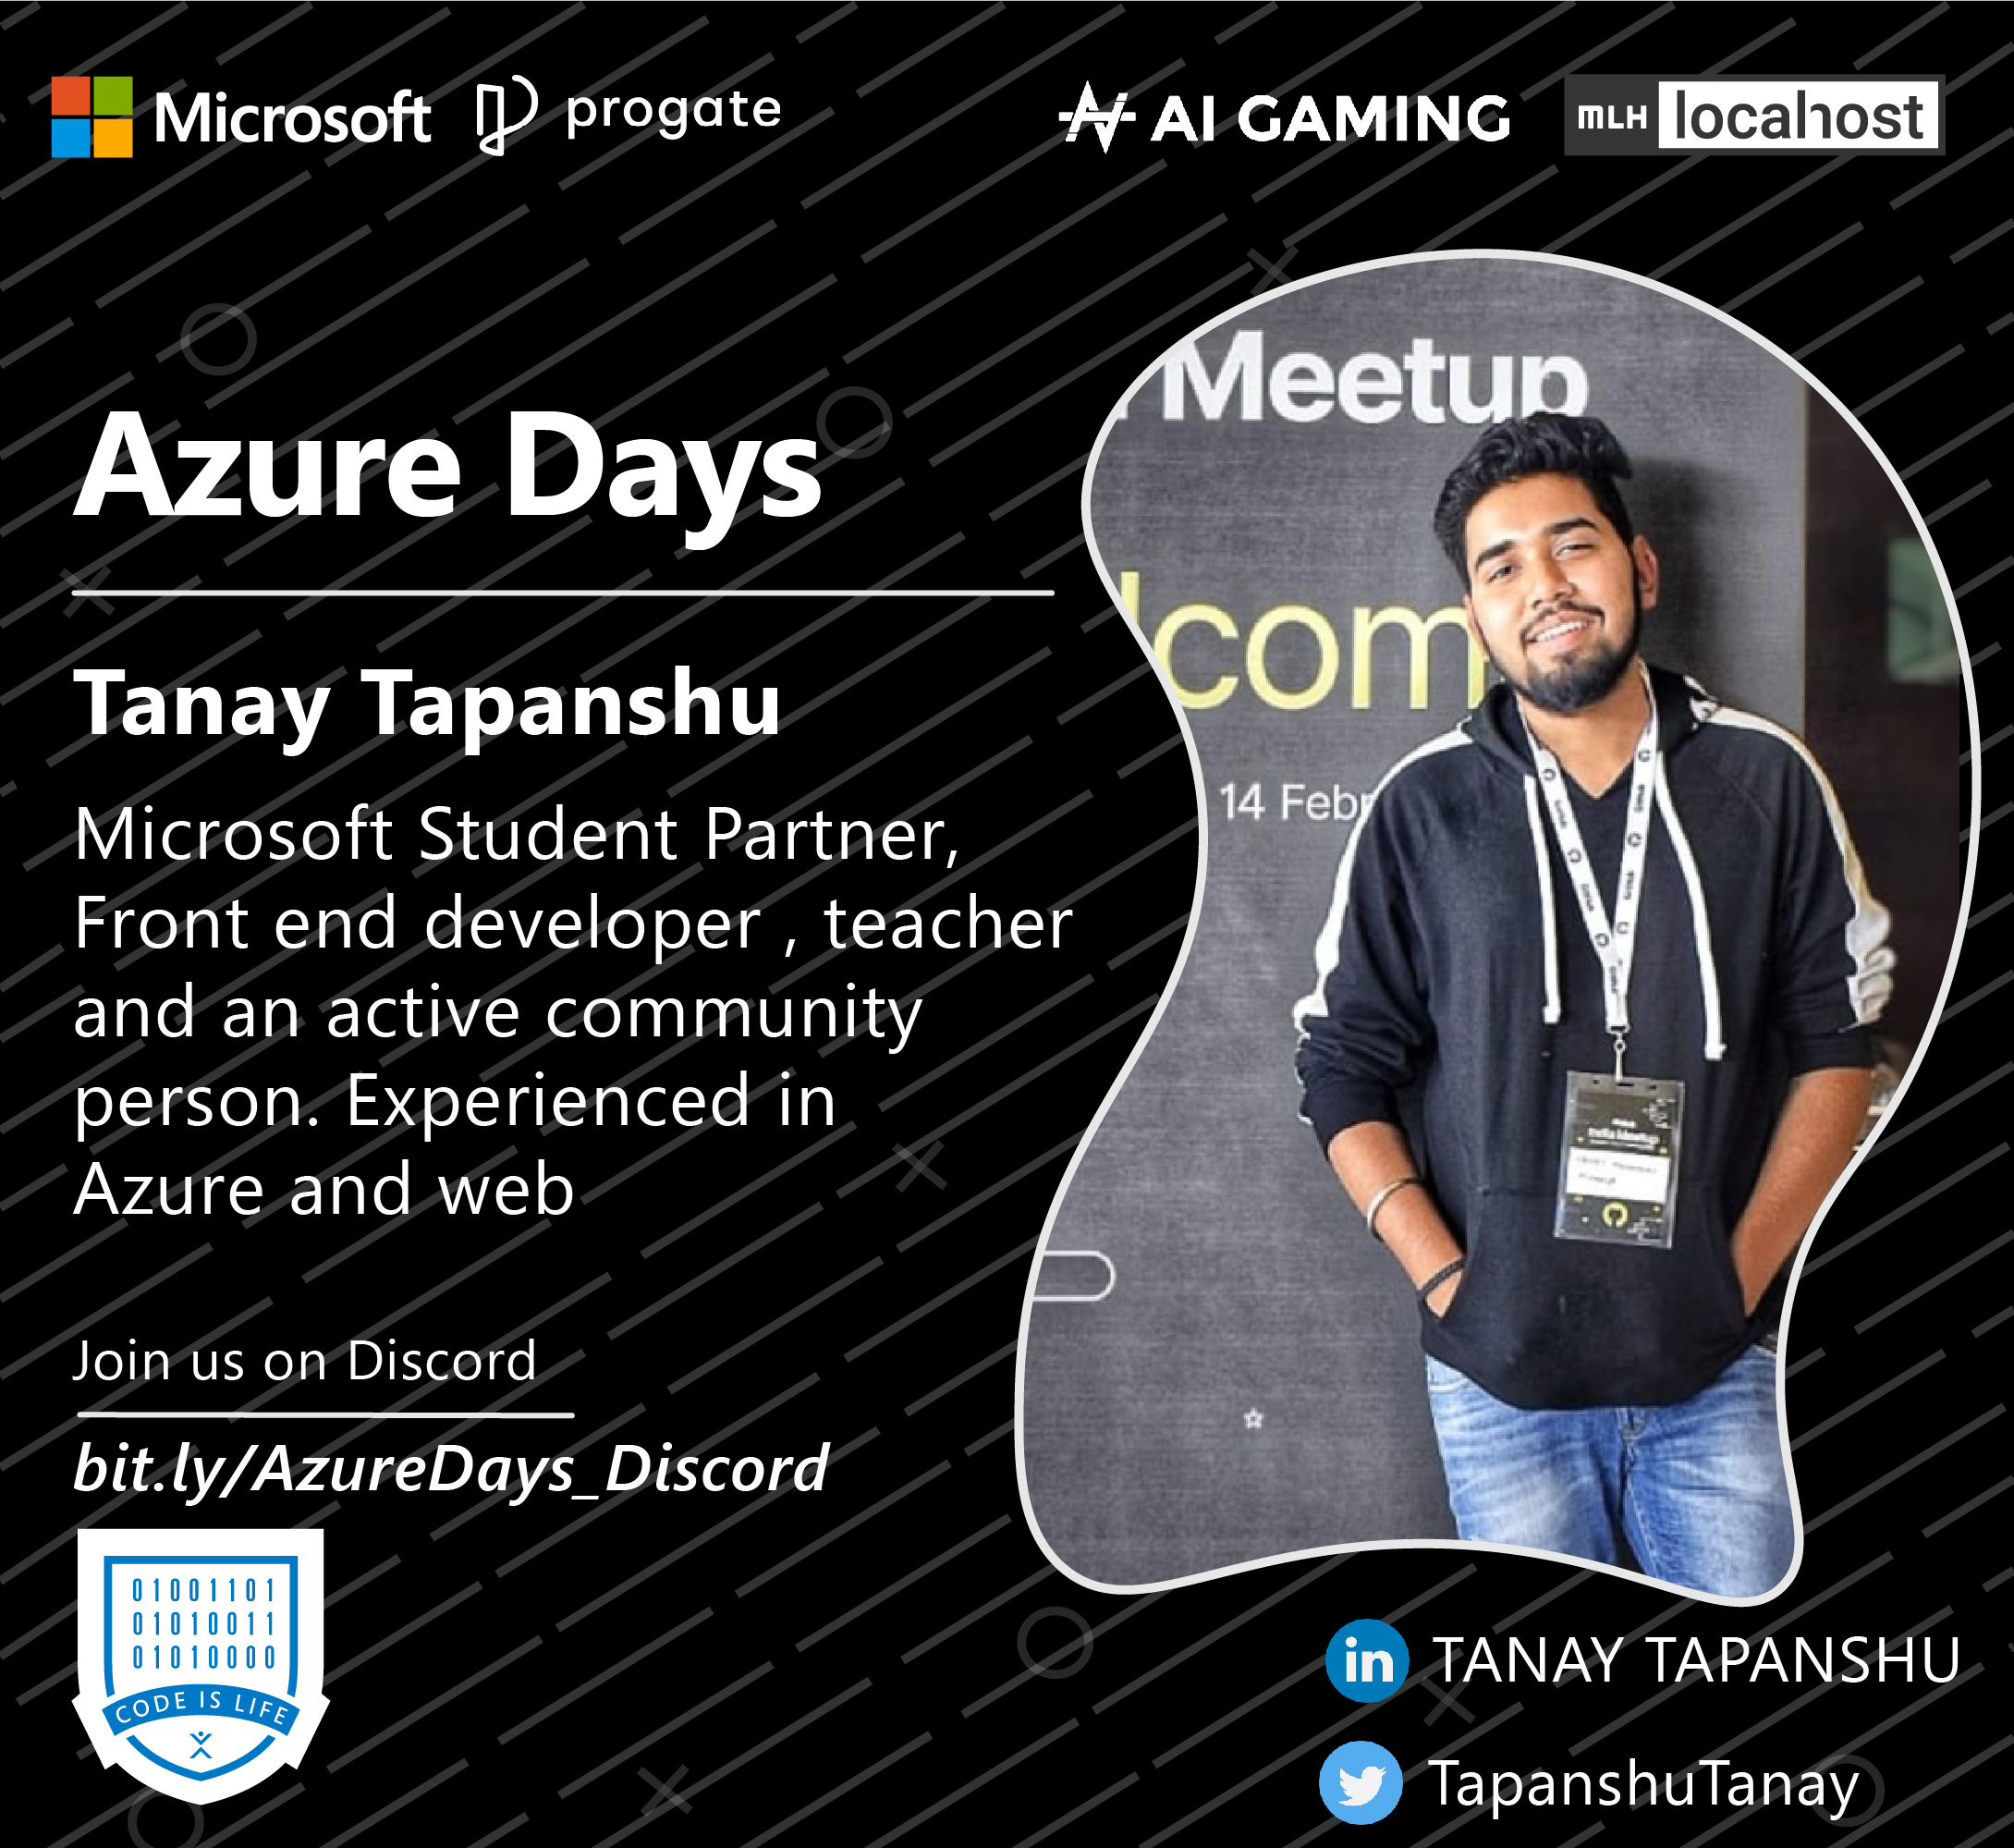 Microsoft
progate
AI GAMING
MLH localhost
Meetup
Azure Days
lcom
Tanay Tapanshu
14 Febr
Microsoft Student Partner,
Front end developer , teacher
and an active community
person. Experienced in
Azure and web
Join us on Discord
bit.ly/AzureDays_Discord
01001101
01010011
01010000
CODE IS LIFE
in TANAY TAPANSHU
TapanshuTanay